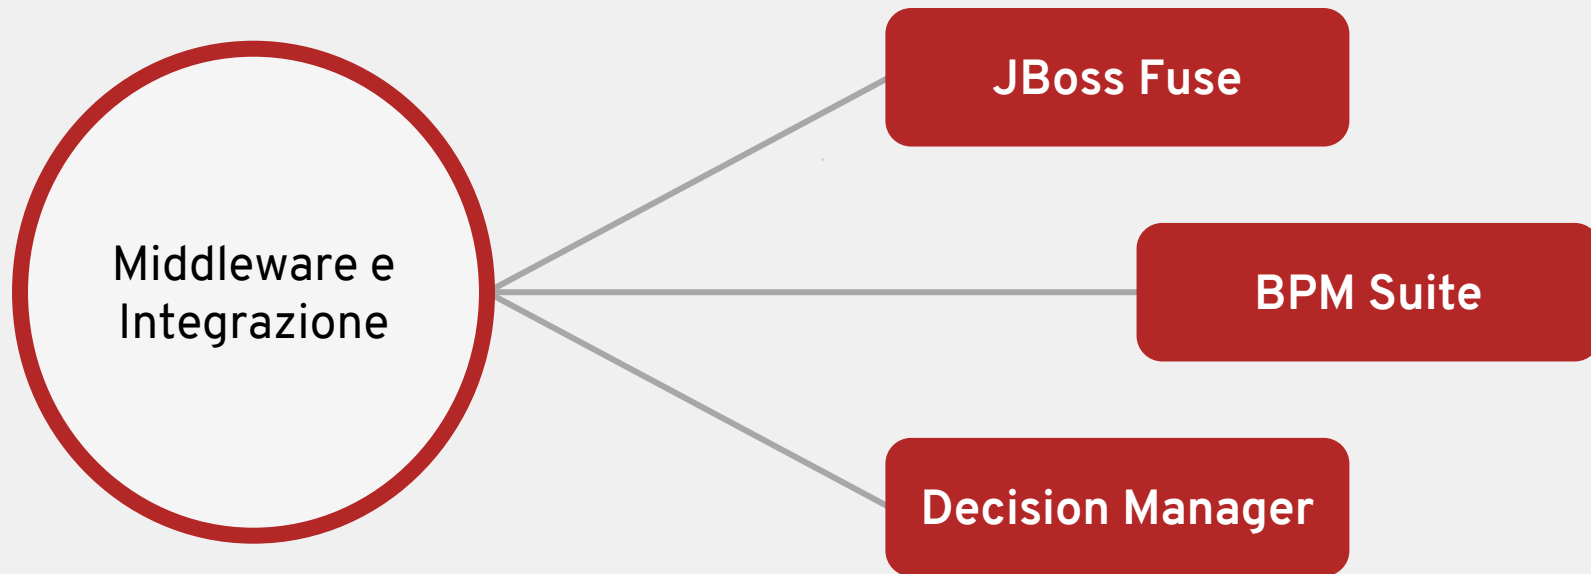 Middleware e
Integrazione
JBoss Fuse
BPM Suite
Decision Manager